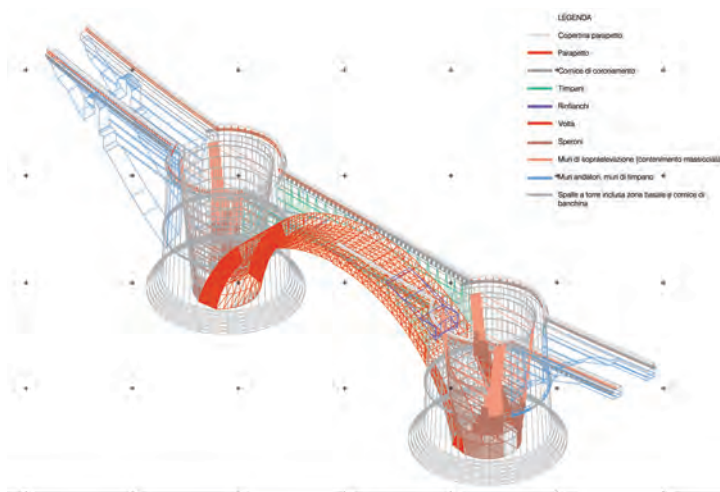 LEGENDA
Copertina parapetto
Parapetto
Cornice di coronamento
Timpani
Rinfianchi
Volta
Speroni
Muri di sopraelevazione (contenimento massicciata)
Muri andatori, muri di timpano
Spalle a torre inclusa zona basale e cornice di
banchina